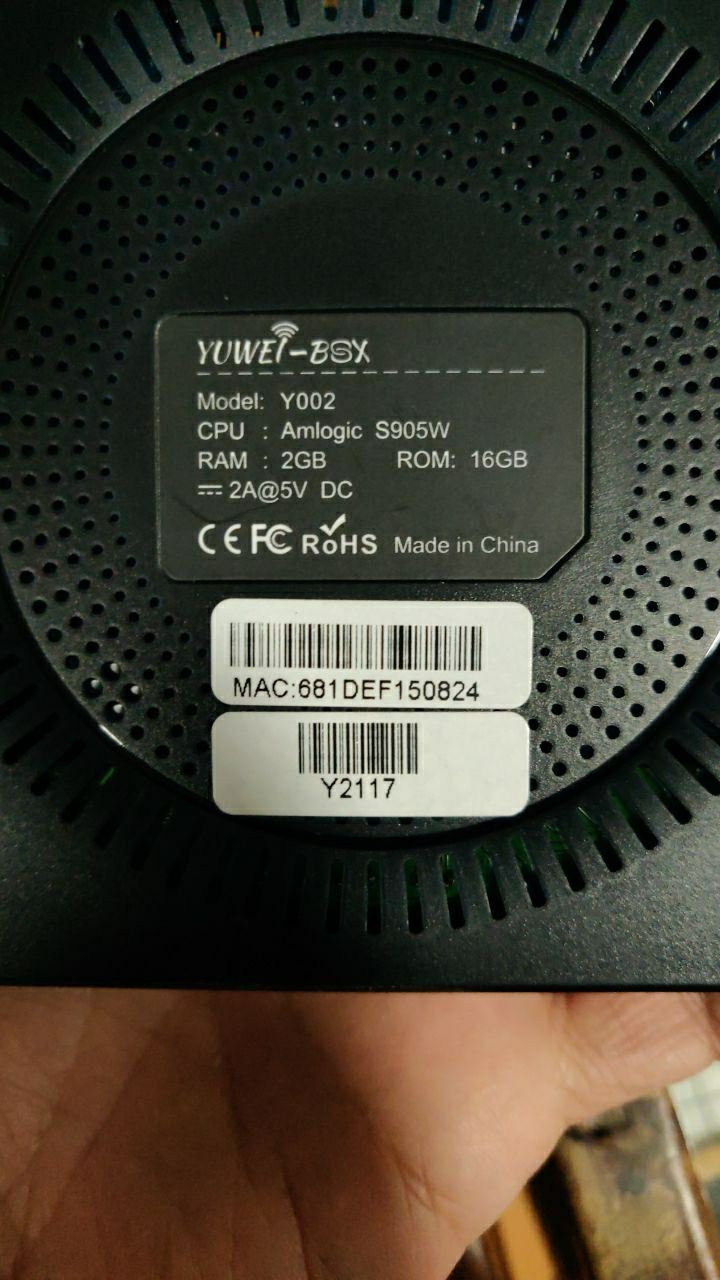 YUWEi-BOX
Model: Y002
CPU : Amlogic S905W
RAM : 2GB ROM: 16GB
2A@5V DC
CE FC RoHS Made in China
MAC:681DEF150824
Y2117